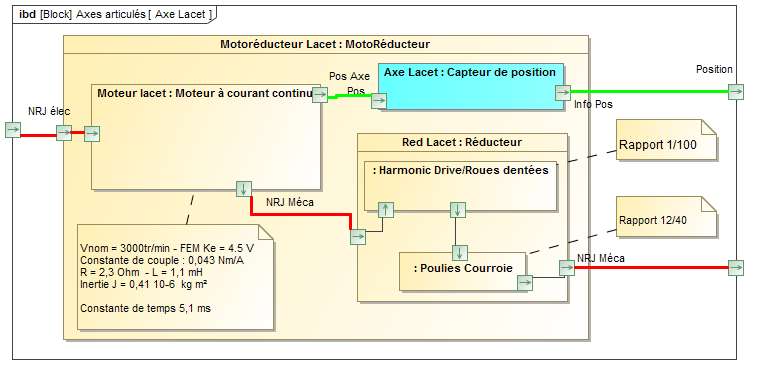 ibd [Block] Axes articulés [ Axe Lacet ]
Motoréducteur Lacet : MotoRéducteur
Moteur lacet : Moteur à courant continu
Pos Axe
Pos
Axe Lacet : Capteur de position
Position
Info Pos
NRJ élec
Red Lacet : Réducteur
Rapport 1/100
: Harmonic Drive/Roues dentées
NRJ Méca
Rapport 12/40
: Poulies Courroie
NRJ Méca
Vnom = 3000tr/min - FEM Ke = 4.5 V
Constante de couple : 0,043 Nm/A
R = 2,3 Ohm - L = 1,1 mH
Inertie J = 0,41 10-6 kg m²
Constante de temps 5,1 ms